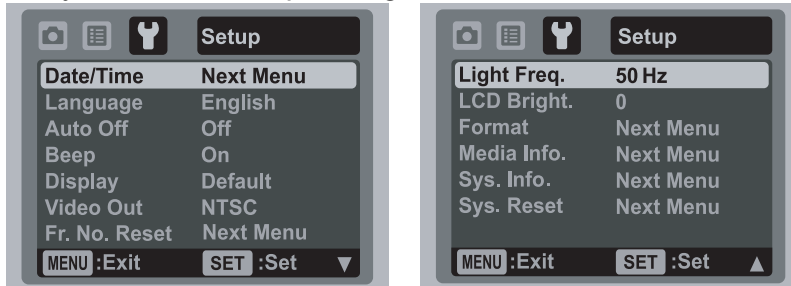 Setup
Date/Time Next Menu
Language English
Auto Off Off
Beep On
Display Default
Video Out NTSC
Fr. No. Reset Next Menu
MENU :Exit SET :Set
Setup
Light Freq. 50 Hz
LCD Bright. 0
Format Next Menu
Media Info. Next Menu
Sys. Info. Next Menu
Sys. Reset Next Menu
MENU :Exit SET :Set